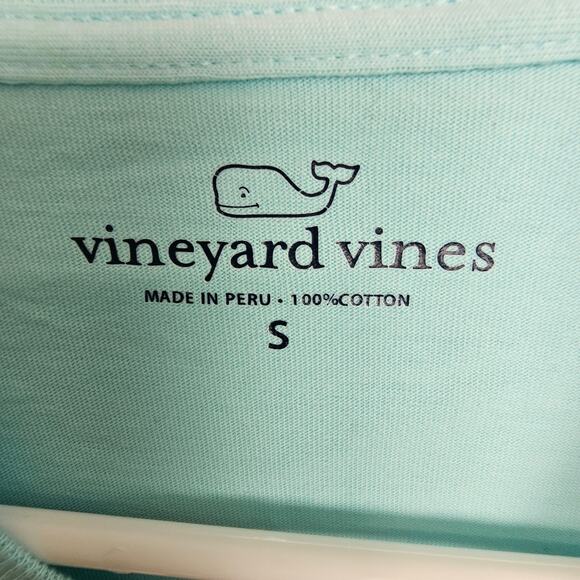 vineyard vines
MADE IN PERU • 100%COTTON
S